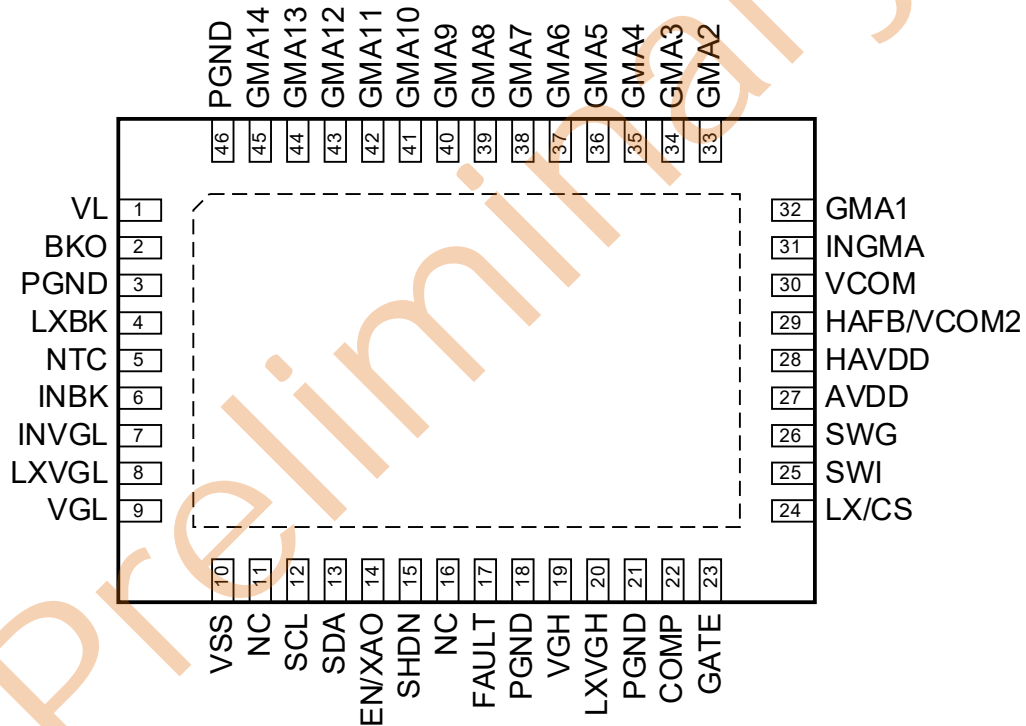 PGND GMA14 GMA13 GMA12 GMA11 GMA10 GMA9 GMA8 GMA7 GMA6 GMA5 GMA4 GMA3 GMA2
46 45 44 43 42 41 40 39 38 37 36 35 34 33
VL 1
BKO 2
PGND 3
LXBK 4
NTC 5
INBK 6
INVGL 7
LXVGL 8
VGL 9
32 GMA1
31 INGMA
30 VCOM
29 HAFB/VCOM2
28 HAVDD
27 AVDD
26 SWG
25 SWI
24 LX/CS
10 11 12 13 14 15 16 17 18 19 20 21 22 23
VSS NC SCL SDA EN/XAO SHDN NC FAULT PGND VGH LXVGH PGND COMP GATE
Preliminary